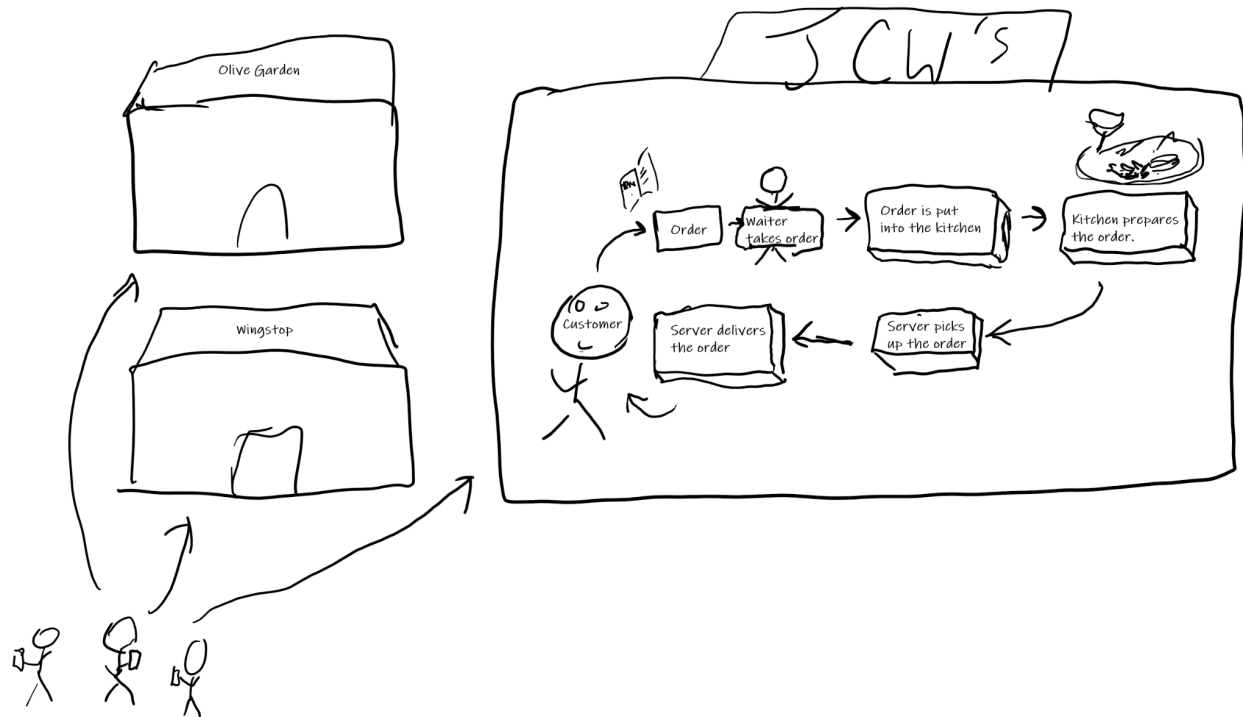 JCW's
Olive Garden
Order
Waiter
takes order
Order is put
into the kitchen
Kitchen prepares
the order.
Customer
Server delivers
the order
Server picks
up the order
Wingstop